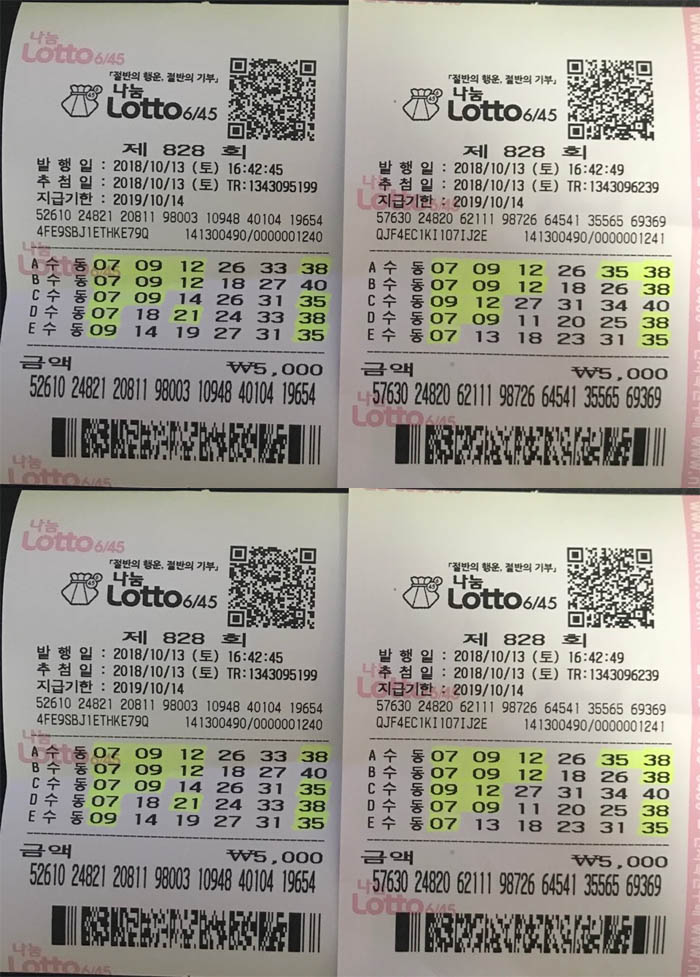 나눔
Lotto 6/45
「절반의 행운, 절반의 기부」
나눔
Lotto 6/45
제 828 회
발 행 일 : 2018/10/13 (토) 16:42:45
추 첨 일 : 2018/10/13 (토) TR:1343095199
지급기한 : 2019/10/14
52610 24821 20811 98003 10948 40104 19654
4FE9SBJ1ETHKE79Q 141300490/0000001240
A 수 동 07 09 12 26 33 38
B 수 동 07 09 12 18 27 40
C 수 동 07 09 14 26 31 35
D 수 동 07 18 21 24 33 38
E 수 동 09 14 19 27 31 35
금액 ₩5,000
52610 24821 20811 98003 10948 40104 19654
나눔
Lotto 6/45
「절반의 행운, 절반의 기부」
나눔
Lotto 6/45
제 828 회
발 행 일 : 2018/10/13 (토) 16:42:49
추 첨 일 : 2018/10/13 (토) TR:1343096239
지급기한 : 2019/10/14
57630 24820 62111 98726 64541 35565 69369
QJF4EC1KI107IJ2E 141300490/0000001241
A 수 동 07 09 12 26 35 38
B 수 동 07 09 12 18 26 38
C 수 동 09 12 27 31 34 40
D 수 동 07 09 11 20 25 38
E 수 동 07 13 18 23 31 35
금액 ₩5,000
57630 24820 62111 98726 64541 35565 69369
Lotto 6/45
나눔
Lotto 6/45
「절반의 행운, 절반의 기부」
나눔
Lotto 6/45
제 828 회
발 행 일 : 2018/10/13 (토) 16:42:45
추 첨 일 : 2018/10/13 (토) TR:1343095199
지급기한 : 2019/10/14
52610 24821 20811 98003 10948 40104 19654
4FE9SBJ1ETHKE79Q 141300490/0000001240
A 수 동 07 09 12 26 33 38
B 수 동 07 09 12 18 27 40
C 수 동 07 09 14 26 31 35
D 수 동 07 18 21 24 33 38
E 수 동 09 14 19 27 31 35
금액 ₩5,000
52610 24821 20811 98003 10948 40104 19654
나눔
Lotto 6/45
「절반의 행운, 절반의 기부」
나눔
Lotto 6/45
제 828 회
발 행 일 : 2018/10/13 (토) 16:42:49
추 첨 일 : 2018/10/13 (토) TR:1343096239
지급기한 : 2019/10/14
57630 24820 62111 98726 64541 35565 69369
QJF4EC1KI107IJ2E 141300490/0000001241
A 수 동 07 09 12 26 35 38
B 수 동 07 09 12 18 26 38
C 수 동 09 12 27 31 34 40
D 수 동 07 09 11 20 25 38
E 수 동 07 13 18 23 31 35
금액 ₩5,000
57630 24820 62111 98726 64541 35565 69369
Lotto 6/45